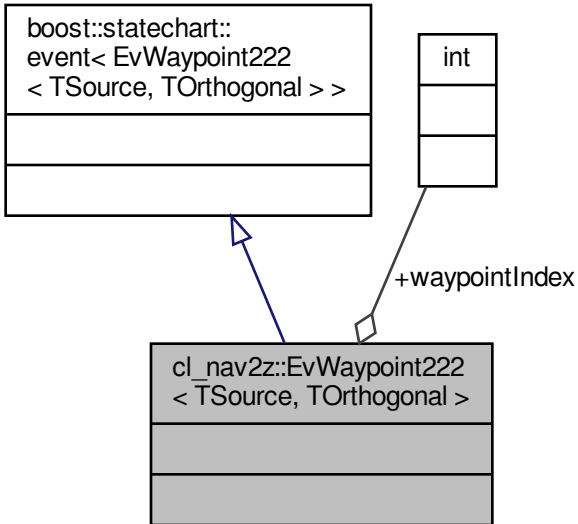 boost::statechart::
event< EvWaypoint222
< TSource, TOrthogonal > >
int
+waypointIndex
cl_nav2z::EvWaypoint222
< TSource, TOrthogonal >